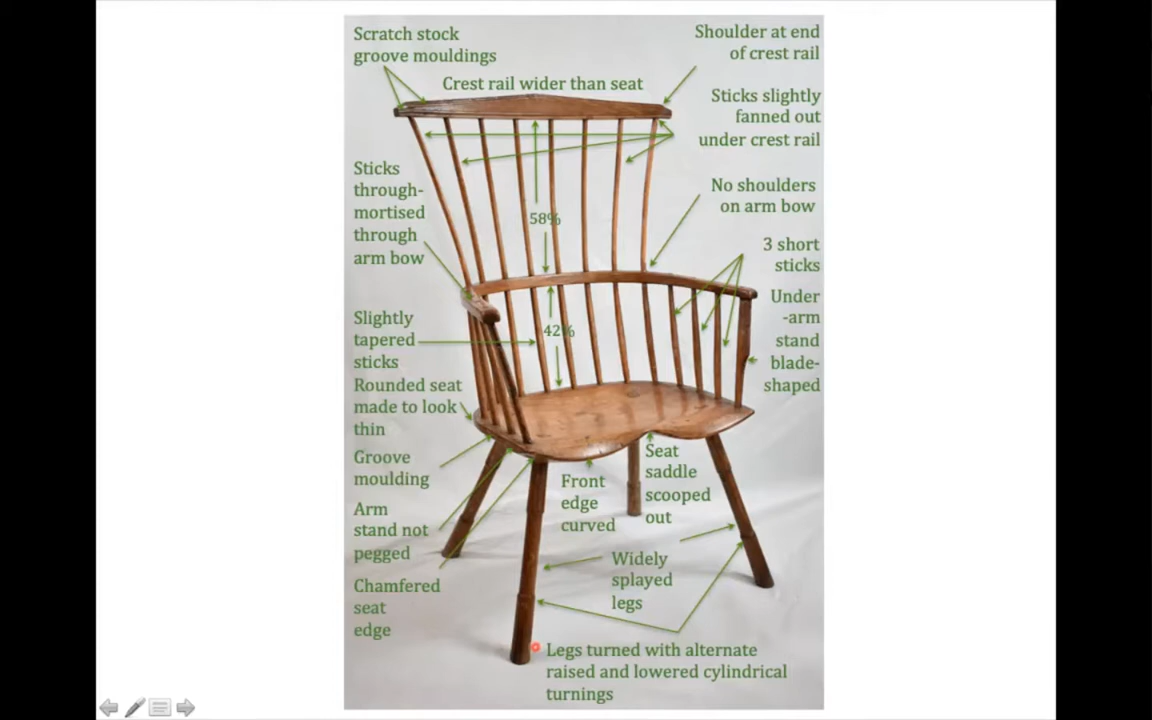 Scratch stock
groove mouldings
Crest rail wider than seat
Shoulder at end
of crest rail
Sticks slightly
fanned out
under crest rail
Sticks
through-
mortised
through
arm bow
58%
No shoulders
on arm bow
3 short
sticks
Under
-arm
stand
blade-
shaped
Slightly
tapered
sticks
42%
Rounded seat
made to look
thin
Groove
moulding
Arm
stand not
pegged
Chamfered
seat
edge
Front
edge
curved
Seat
saddle
scooped
out
Widely
splayed
legs
Legs turned with alternate
raised and lowered cylindrical
turnings